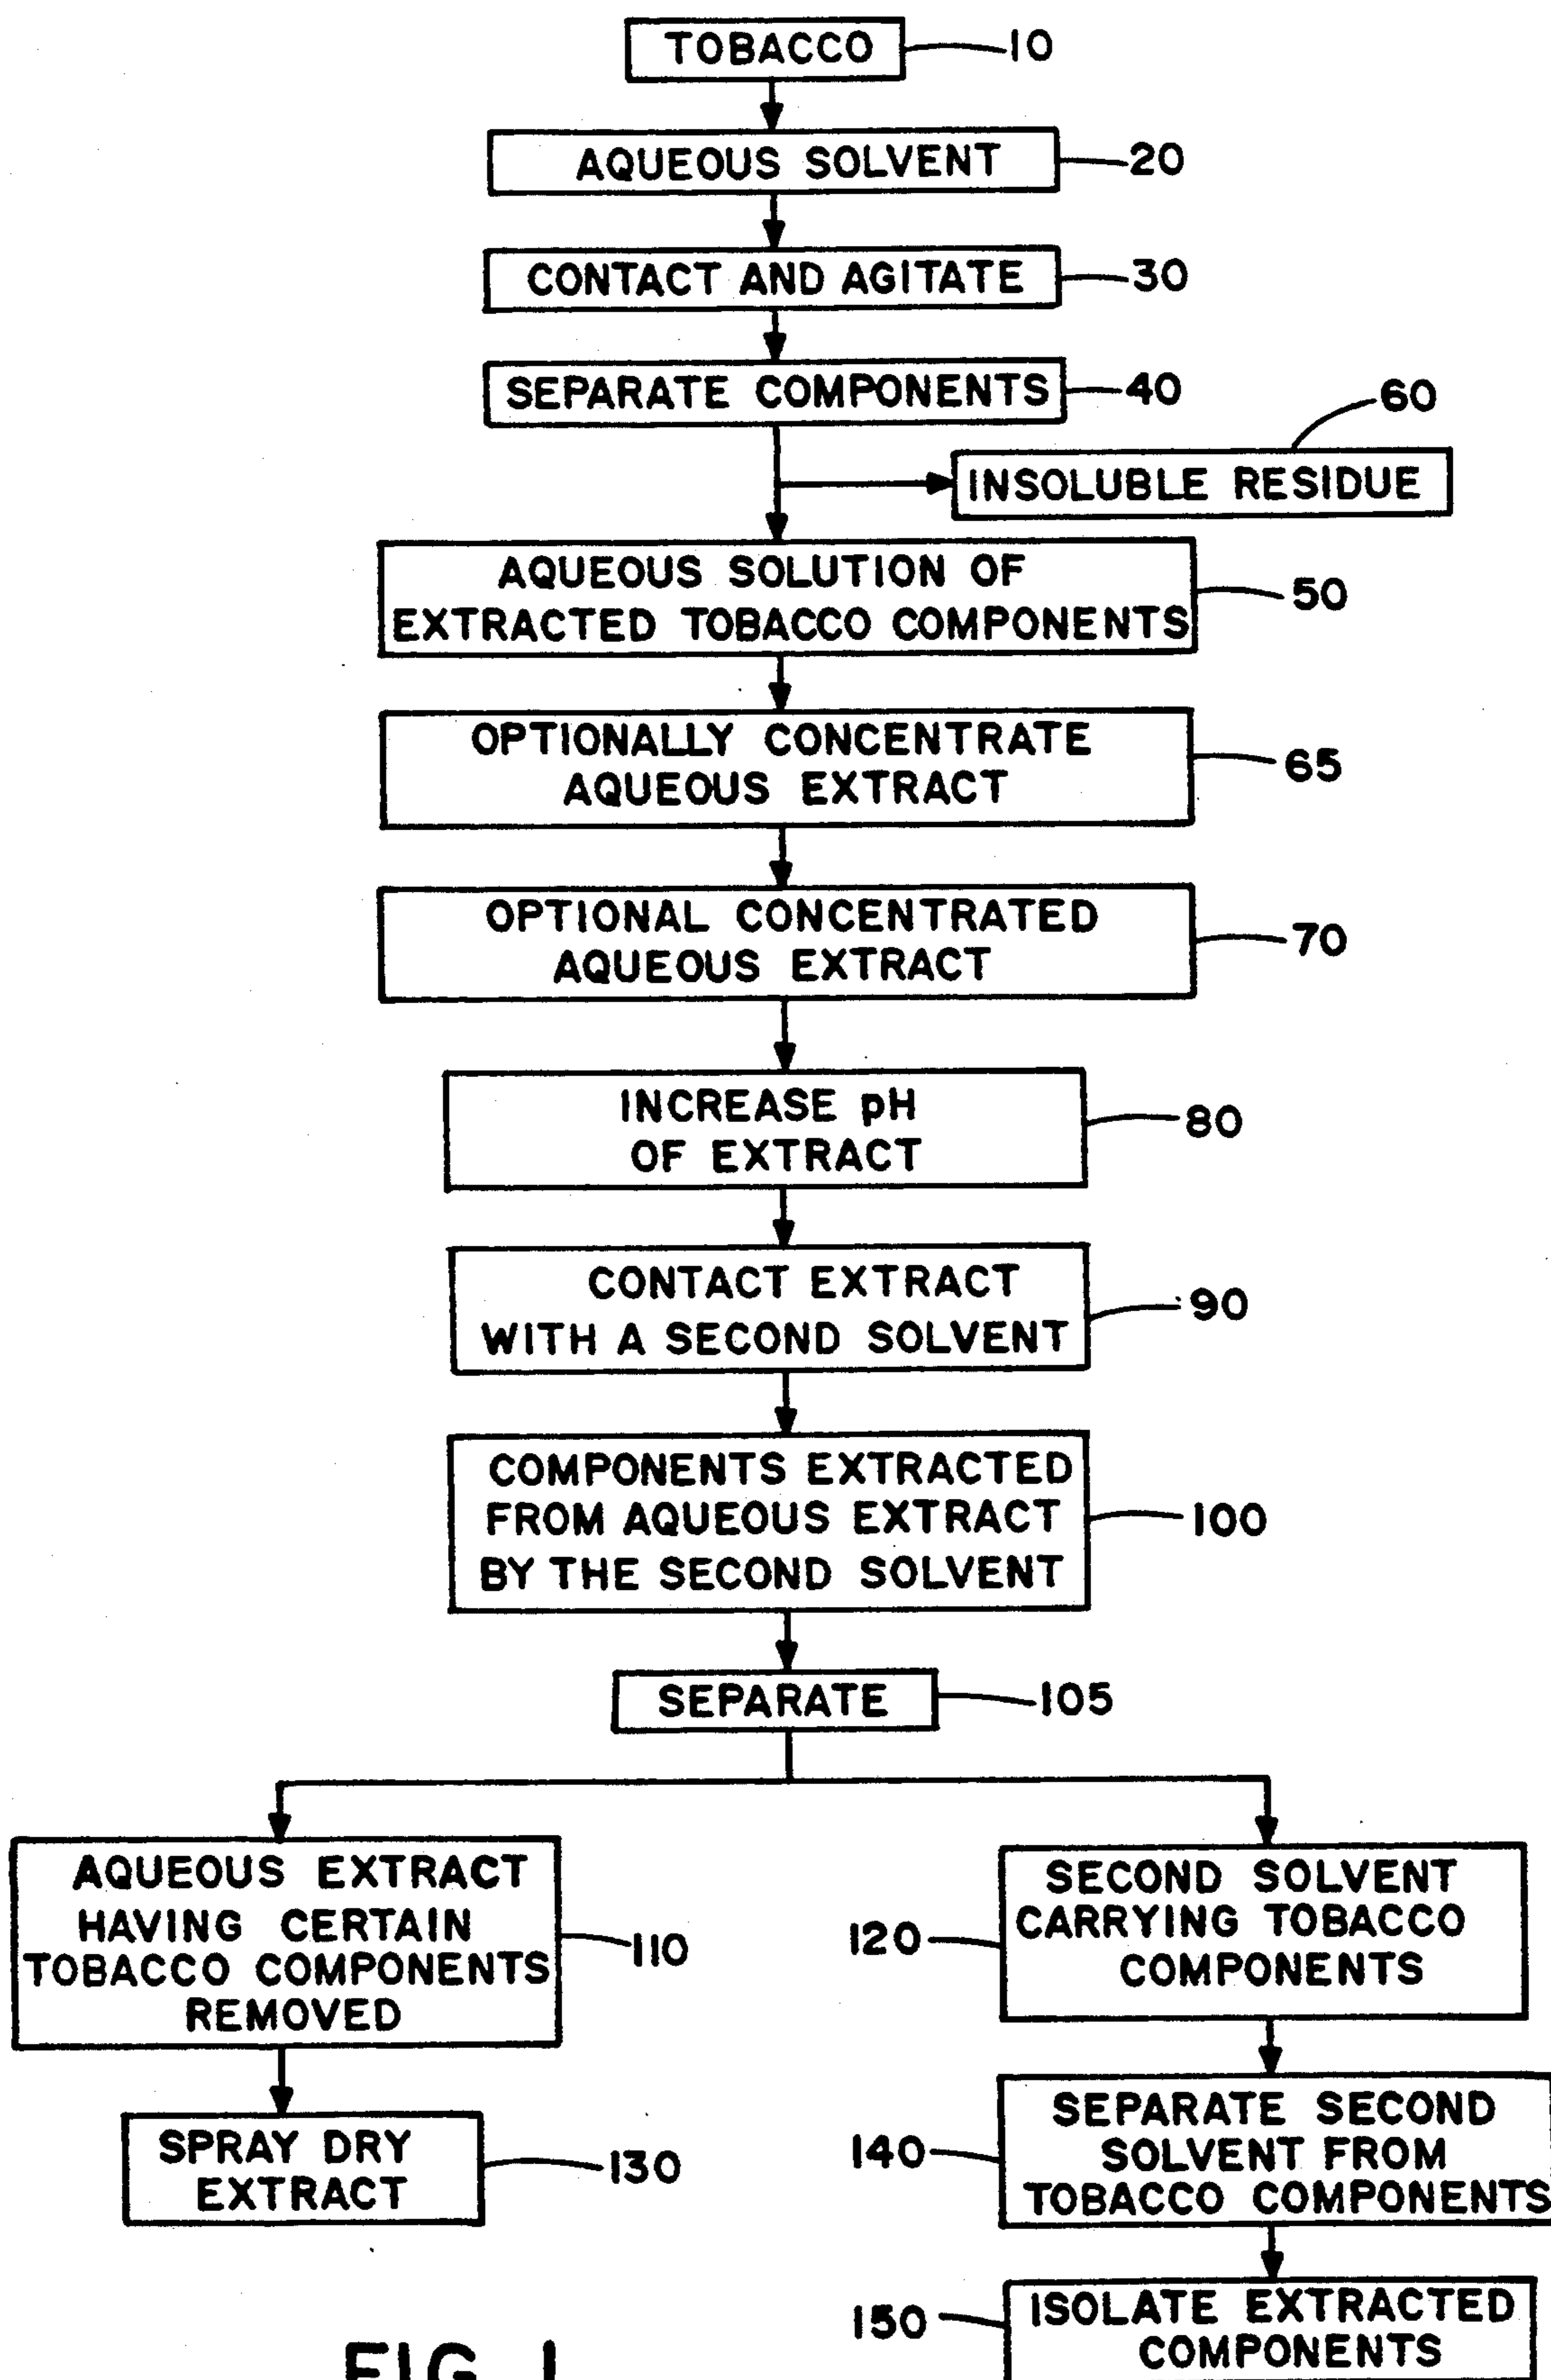 TOBACCO
10
AQUEOUS SOLVENT
20
CONTACT AND AGITATE
30
SEPARATE COMPONENTS
40
60
INSOLUBLE RESIDUE
AQUEOUS SOLUTION OF
EXTRACTED TOBACCO COMPONENTS
50
OPTIONALLY CONCENTRATE
AQUEOUS EXTRACT
65
OPTIONAL CONCENTRATED
AQUEOUS EXTRACT
70
INCREASE pH
OF EXTRACT
80
CONTACT EXTRACT
WITH A SECOND SOLVENT
90
COMPONENTS EXTRACTED
FROM AQUEOUS EXTRACT
BY THE SECOND SOLVENT
100
SEPARATE
105
AQUEOUS EXTRACT
HAVING CERTAIN
TOBACCO COMPONENTS
REMOVED
110
120
SECOND SOLVENT
CARRYING TOBACCO
COMPONENTS
SPRAY DRY
EXTRACT
130
140
SEPARATE SECOND
SOLVENT FROM
TOBACCO COMPONENTS
150
ISOLATE EXTRACTED
COMPONENTS
FIG. 1